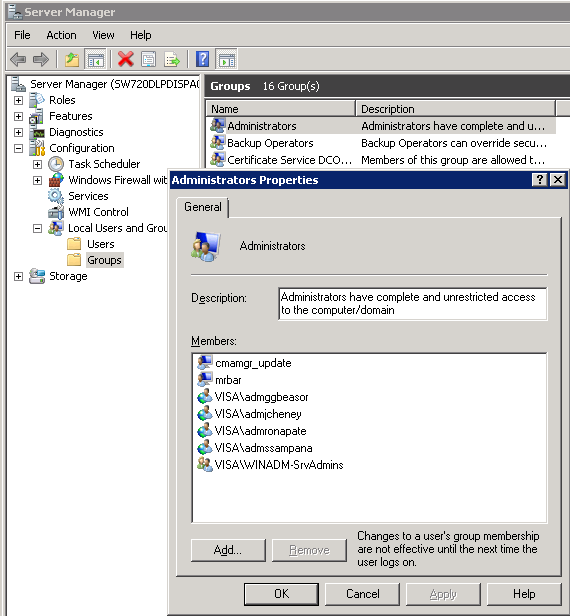 Server Manager
File Action View Help
Server Manager (SW720DLPDISPA
Roles
Features
Diagnostics
Configuration
Task Scheduler
Windows Firewall wit
Services
WMI Control
Local Users and Grou
Users
Groups
Storage
Groups 16 Group(s)
Name Description
Administrators Administrators have complete and u...
Backup Operators Backup Operators can override secu...
Certificate Service DCO... Members of this group are allowed t...
Administrators Properties
General
Administrators
Description:
Administrators have complete and unrestricted access
to the computer/domain
Members:
cmamgr_update
mrbar
VISA\admggbeasor
VISA\admjcheney
VISA\admronapate
VISA\admssampana
VISA\WINADM-SrvAdmins
Add... Remove
Changes to a user's group membership
are not effective until the next time the
user logs on.
OK Cancel Apply Help